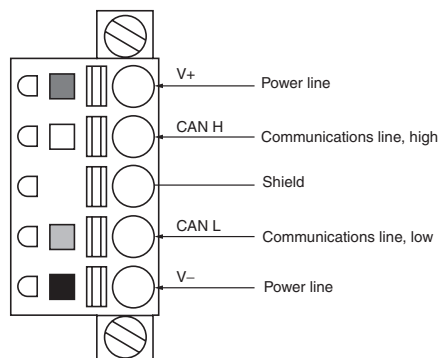 V+
Power line
CAN H
Communications line, high
Shield
CAN L
Communications line, low
V−
Power line